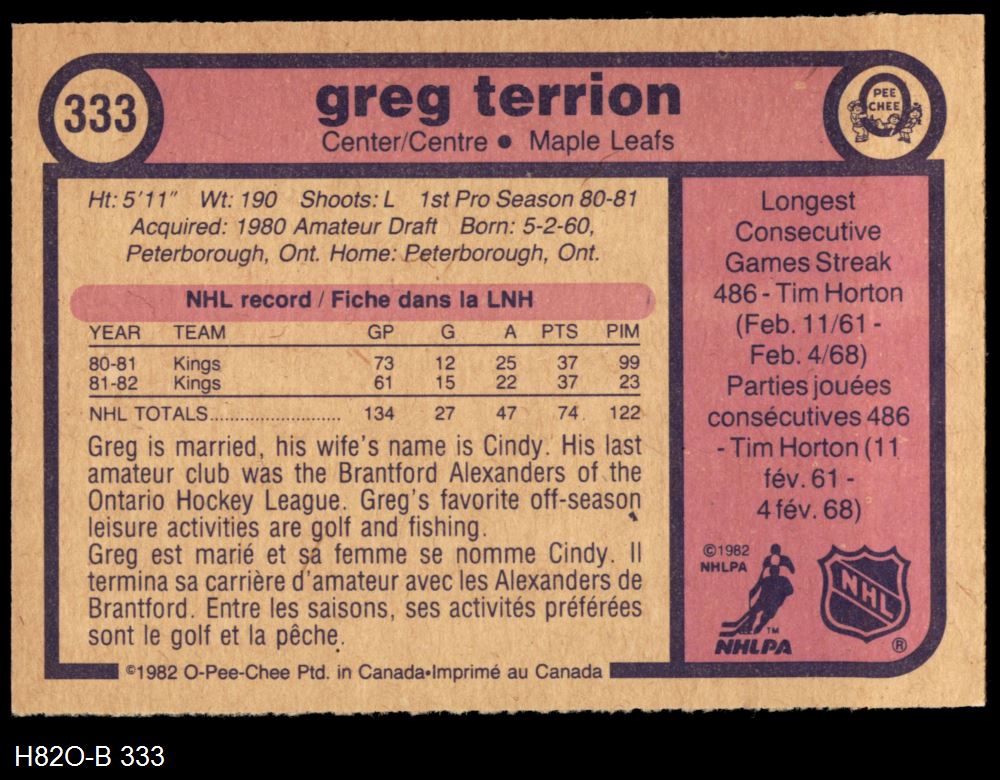 333
greg terrion
Center/Centre ● Maple Leafs
PEE
CHEE
Ht: 5'11" Wt: 190 Shoots: L 1st Pro Season 80-81
Acquired: 1980 Amateur Draft Born: 5-2-60,
Peterborough, Ont. Home: Peterborough, Ont.
NHL record / Fiche dans la LNH
YEAR TEAM GP G A PTS PIM
80-81 Kings 73 12 25 37 99
81-82 Kings 61 15 22 37 23
NHL TOTALS........................ 134 27 47 74 122
Greg is married, his wife's name is Cindy. His last
amateur club was the Brantford Alexanders of the
Ontario Hockey League. Greg's favorite off-season
leisure activities are golf and fishing.
Greg est marié et sa femme se nomme Cindy. Il
termina sa carrière d'amateur avec les Alexanders de
Brantford. Entre les saisons, ses activités préférées
sont le golf et la pêche.
©1982 O-Pee-Chee Ptd. in Canada•Imprimé au Canada
Longest
Consecutive
Games Streak
486 - Tim Horton
(Feb. 11/61 -
Feb. 4/68)
Parties jouées
consécutives 486
- Tim Horton (11
fév. 61 -
4 fév. 68)
©1982
NHLPA
TM
NHLPA
NHL
®
H82O-B 333